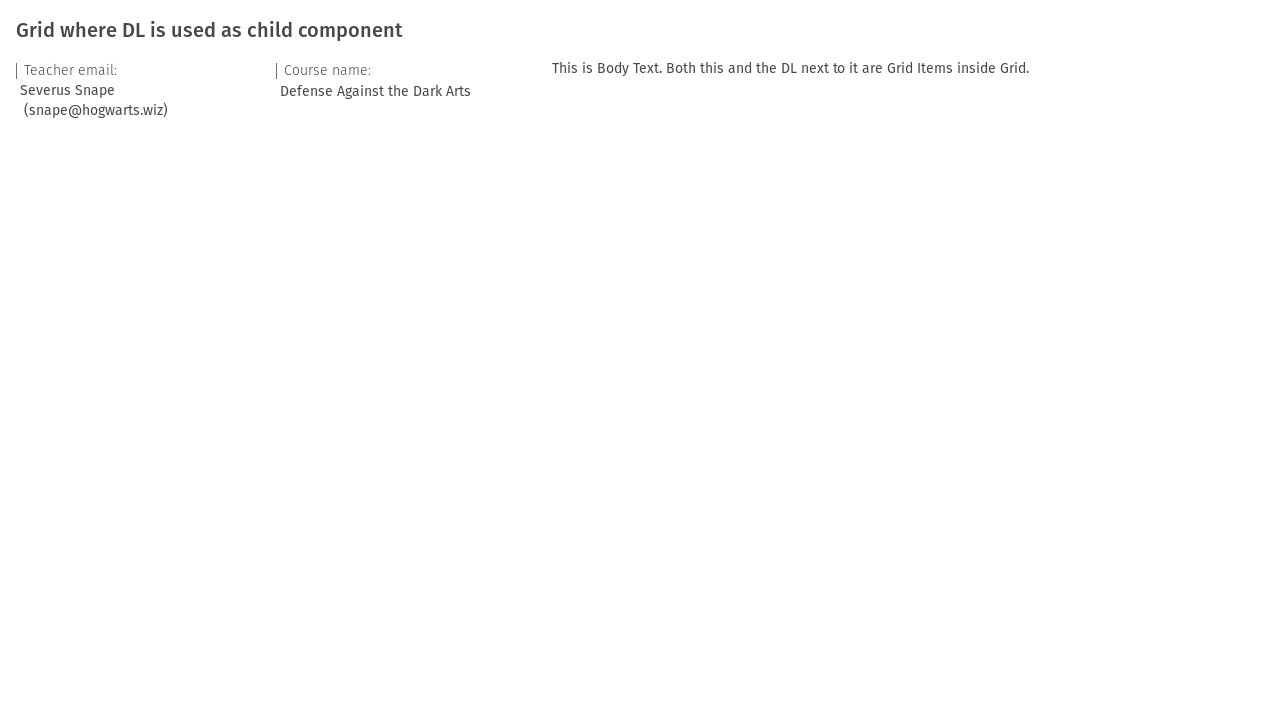 Grid where DL is used as child component
Teacher email:
Severus Snape
(snape@hogwarts.wiz)
Course name:
Defense Against the Dark Arts
This is Body Text. Both this and the DL next to it are Grid Items inside Grid.